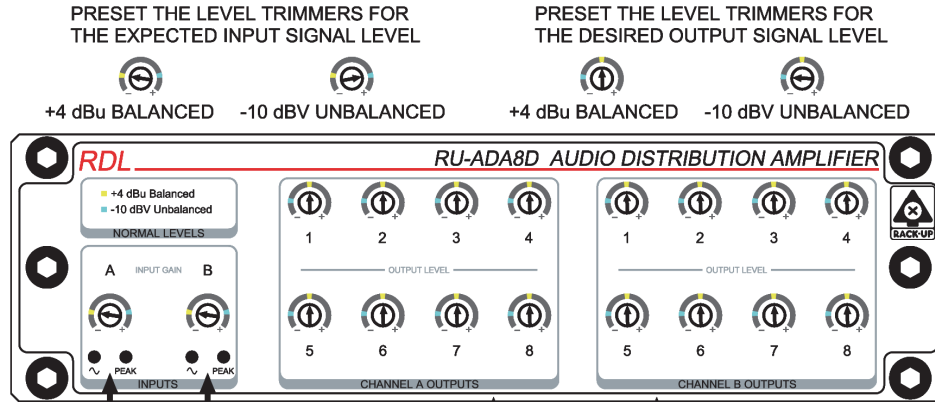 PRESET THE LEVEL TRIMMERS FOR
THE EXPECTED INPUT SIGNAL LEVEL
PRESET THE LEVEL TRIMMERS FOR
THE DESIRED OUTPUT SIGNAL LEVEL
- +
- +
- +
- +
+4 dBu BALANCED
-10 dBV UNBALANCED
+4 dBu BALANCED
-10 dBV UNBALANCED
RDL
RU-ADA8D AUDIO DISTRIBUTION AMPLIFIER
+4 dBu Balanced
-10 dBV Unbalanced
NORMAL LEVELS
A INPUT GAIN B
- + - +
PEAK PEAK
INPUTS
- + - + - + - +
1 2 3 4
OUTPUT LEVEL
- + - + - + - +
5 6 7 8
CHANNEL A OUTPUTS
- + - + - + - +
1 2 3 4
OUTPUT LEVEL
- + - + - + - +
5 6 7 8
CHANNEL B OUTPUTS
RACK-UP